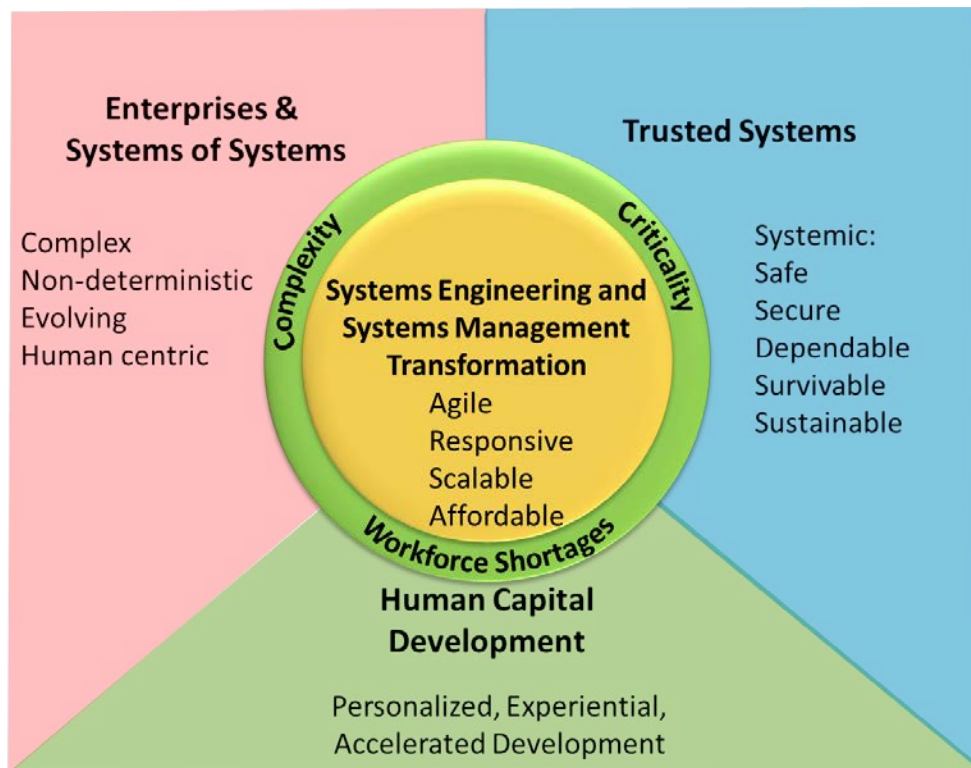 Enterprises &
Systems of Systems
Complex
Non-deterministic
Evolving
Human centric
Trusted Systems
Systemic:
Safe
Secure
Dependable
Survivable
Sustainable
Complexity
Criticality
Workforce Shortages
Systems Engineering and
Systems Management
Transformation
Agile
Responsive
Scalable
Affordable
Human Capital
Development
Personalized, Experiential,
Accelerated Development